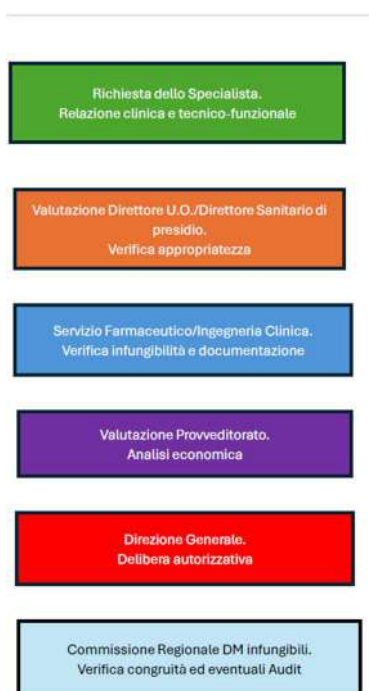 Richiesta dello Specialista.
Relazione clinica e tecnico-funzionale
Valutazione Direttore U.O./Direttore Sanitario di
presidio.
Verifica appropriatezza
Servizio Farmaceutico/Ingegneria Clinica.
Verifica infungibilità e documentazione
Valutazione Provveditorato.
Analisi economica
Direzione Generale.
Delibera autorizzativa
Commissione Regionale DM infungibili.
Verifica congruità ed eventuali Audit